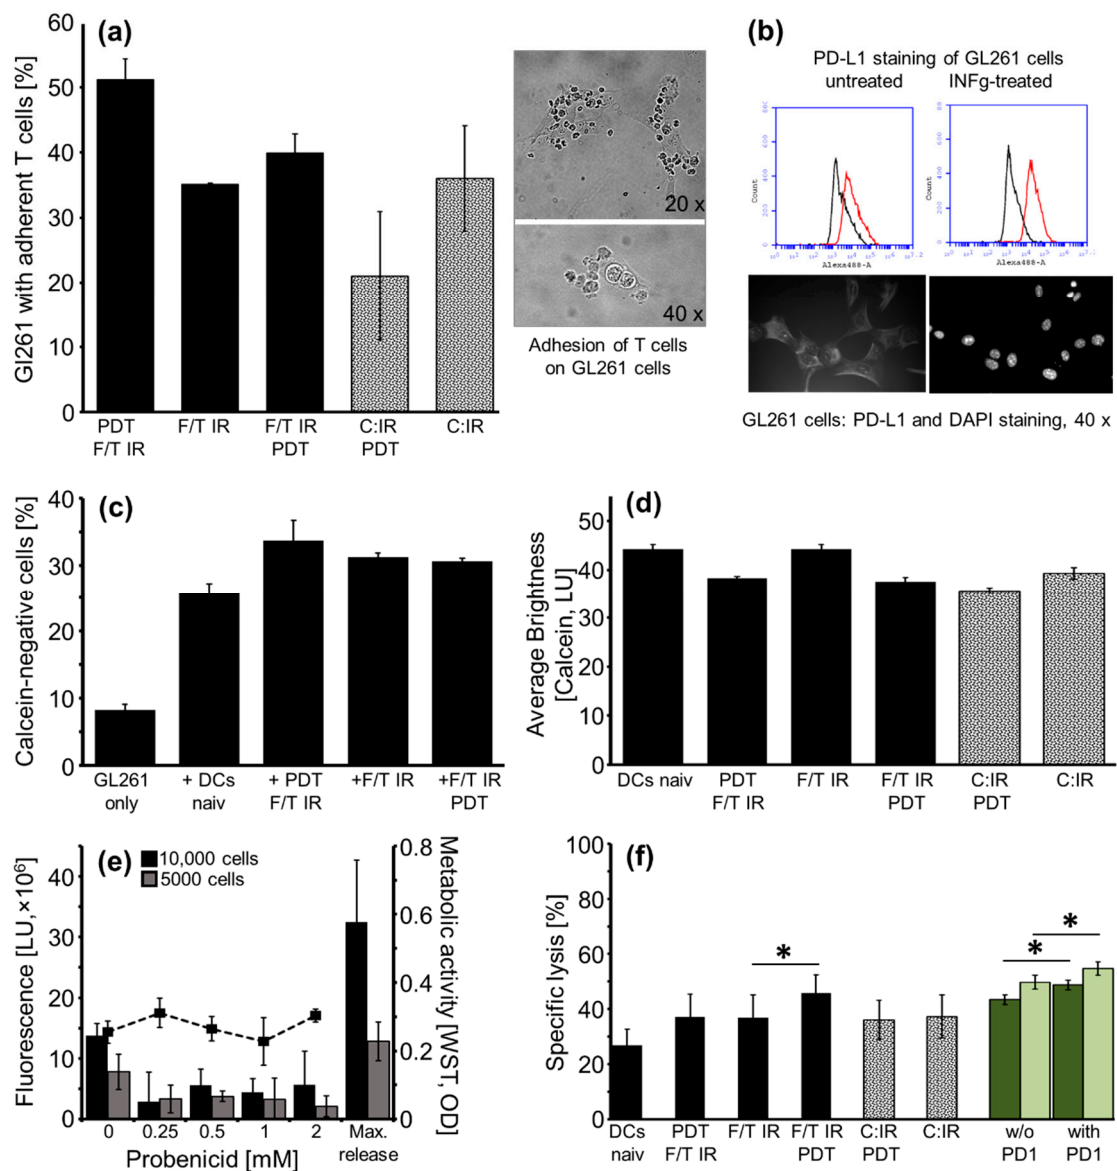 (a)
GI261 with adherent T cells [%]
60
50
40
30
20
10
0
PDT
F/T IR
F/T IR
F/T IR
PDT
C:IR
PDT
C:IR
20 x
40 x
Adhesion of T cells
on GL261 cells
(b)
PD-L1 staining of GL261 cells
untreated INFg-treated
Count
Alexa488-A
Count
Alexa488-A
GL261 cells: PD-L1 and DAPI staining, 40 x
(c)
Calcein-negative cells [%]
40
30
20
10
0
GL261
only
+ DCs
naiv
+ PDT
F/T IR
+F/T IR
+F/T IR
PDT
(d)
Average Brightness
[Calcein, LU]
50
40
30
20
10
0
DCs naiv
PDT
F/T IR
F/T IR
F/T IR
PDT
C:IR
PDT
C:IR
(e)
10,000 cells
5000 cells
Fluorescence [LU,×10⁶]
40
30
20
10
0
Metabolic activity [WST, OD]
0.8
0.6
0.4
0.2
0
0 0.25 0.5 1 2 Max.
release
Probenicid [mM]
(f)
Specific lysis [%]
100
80
60
40
20
0
* * *
DCs
naiv
PDT
F/T IR
F/T IR
F/T IR
PDT
C:IR
PDT
C:IR
w/o
PD1
with
PD1